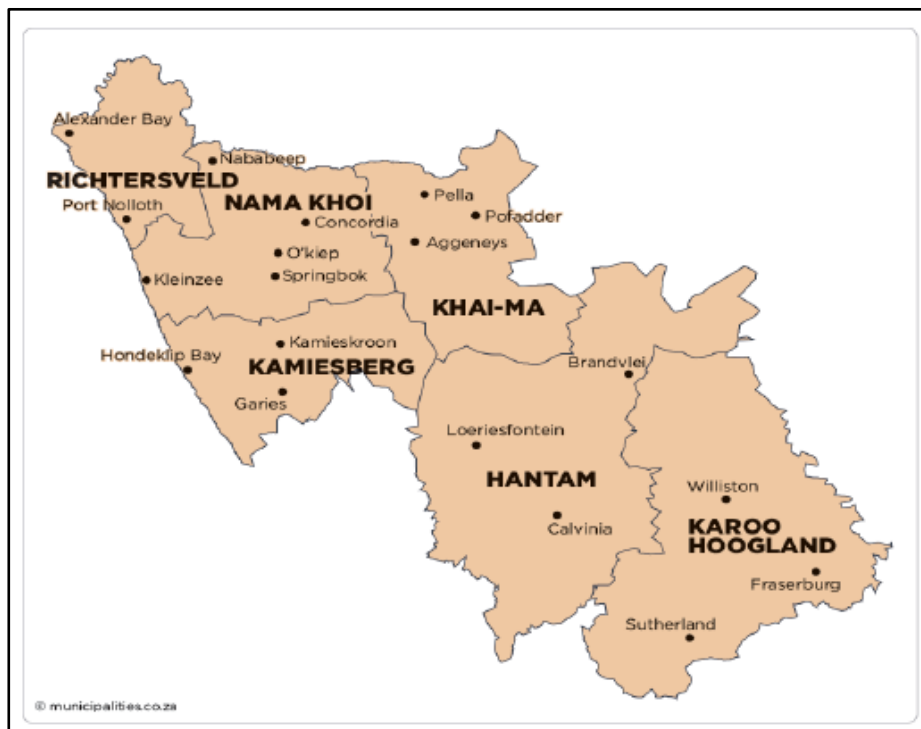 Alexander Bay
Nababeep
RICHTERSVELD
Pella
NAMA KHOI
Port Nolloth
Pofadder
Concordia
Aggeneys
O'kiep
Kleinzee
Springbok
KHAI-MA
Kamieskroon
Hondeklip Bay
KAMIESBERG
Brandvlei
Garies
Loeriesfontein
HANTAM
Williston
Calvinia
KAROO
HOOGLAND
Fraserburg
Sutherland
© municipalities.co.za